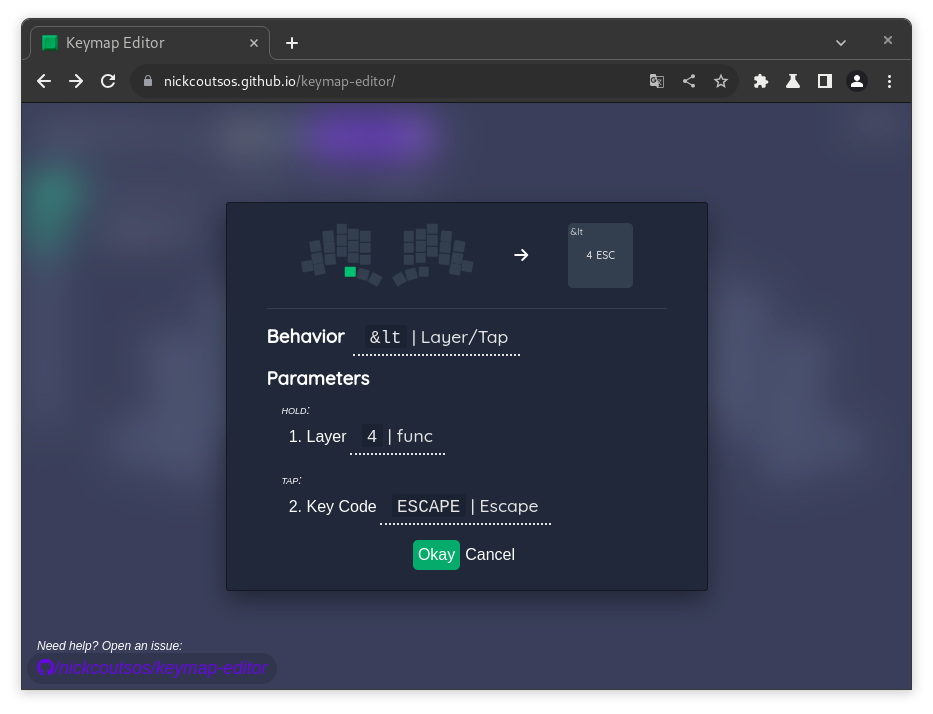 Keymap Editor
nickcoutsos.github.io/keymap-editor/
&lt
4 ESC
Behavior &lt | Layer/Tap
Parameters
HOLD:
1. Layer 4 | func
TAP:
2. Key Code ESCAPE | Escape
Okay Cancel
Need help? Open an issue:
/nickcoutsos/keymap-editor